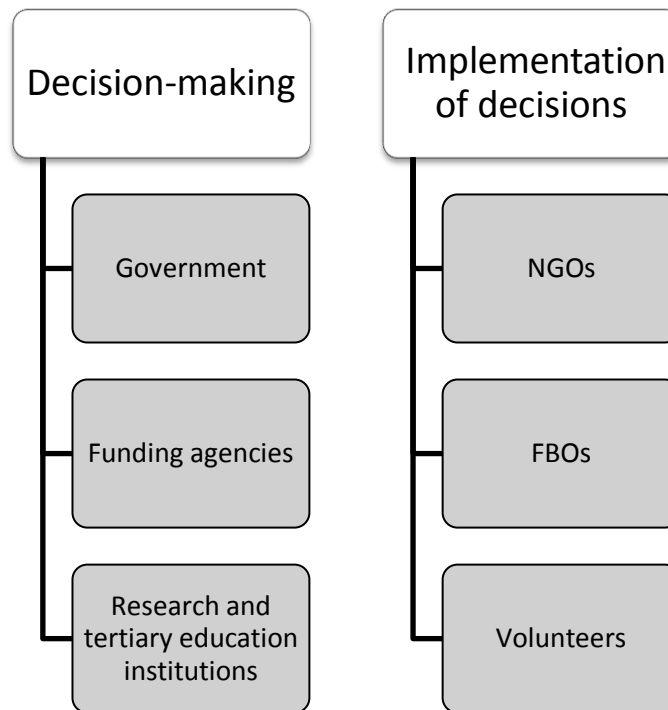 Decision-making
Government
Funding agencies
Research and
tertiary education
institutions
Implementation
of decisions
NGOs
FBOs
Volunteers